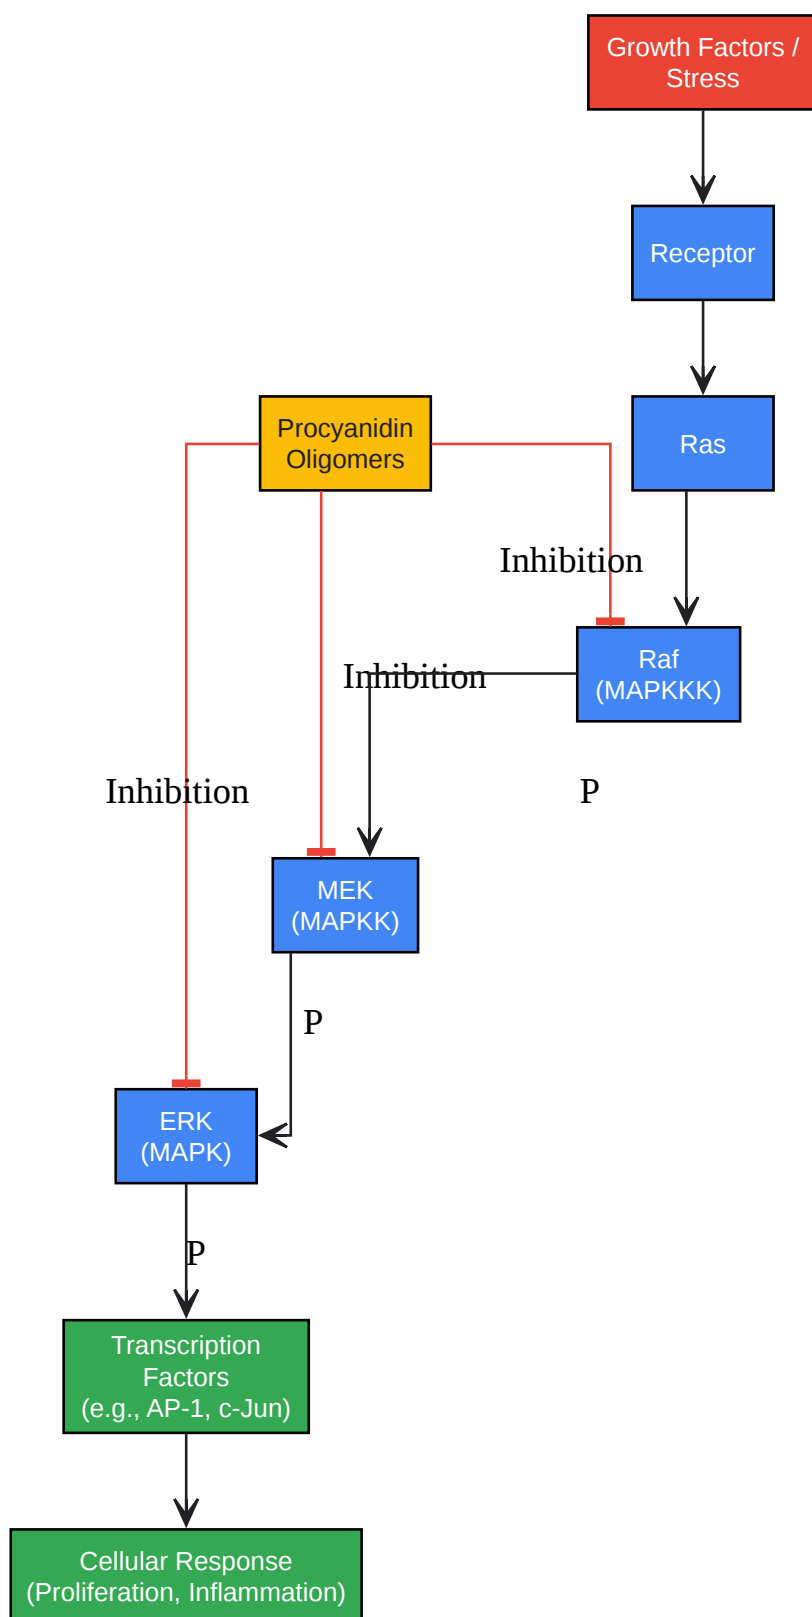 Growth Factors /
Stress
Receptor
Procyanidin
Oligomers
Ras
Inhibition
Raf
(MAPKKK)
Inhibition
Inhibition
P
MEK
(MAPKK)
P
ERK
(MAPK)
P
Transcription
Factors
(e.g., AP-1, c-Jun)
Cellular Response
(Proliferation, Inflammation)